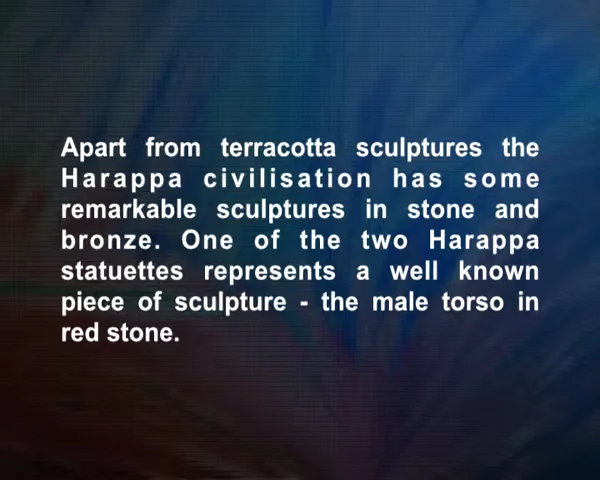 Apart from terracotta sculptures the
Harappa civilisation has some
remarkable sculptures in stone and
bronze. One of the two Harappa
statuettes represents a well known
piece of sculpture - the male torso in
red stone.